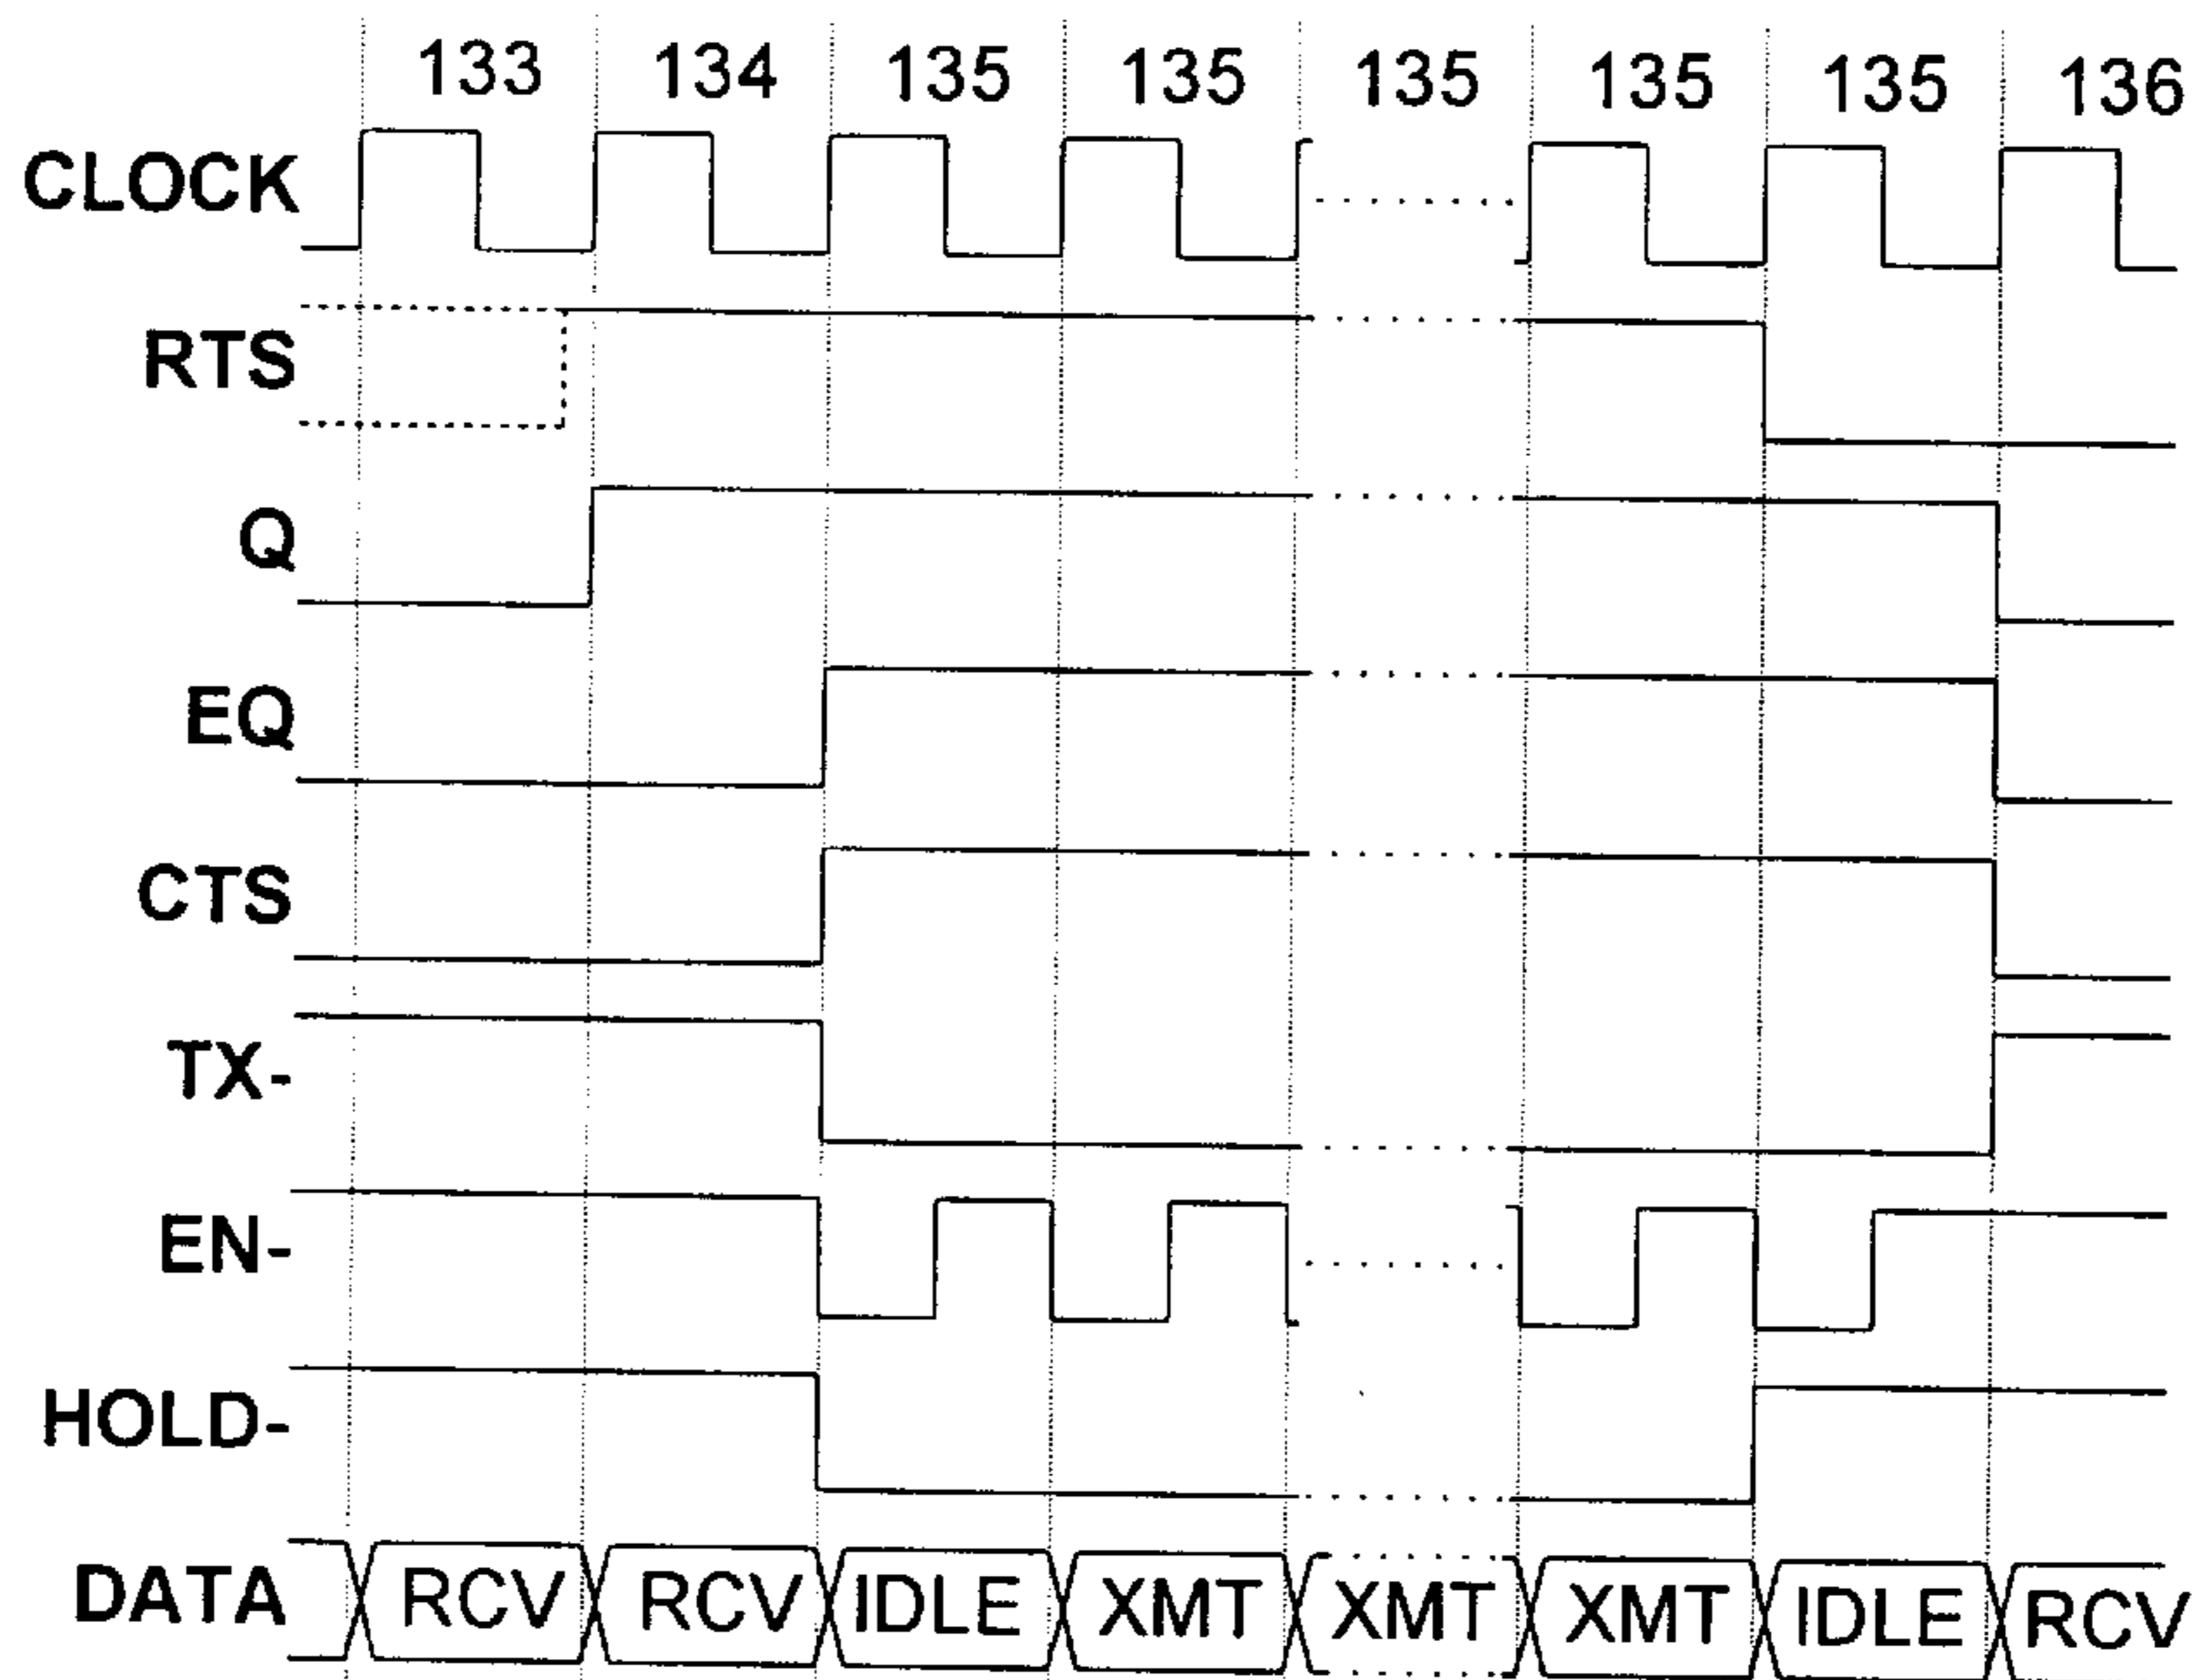 133 134 135 135 135 135 135 136
CLOCK
RTS
Q
EQ
CTS
TX-
EN-
HOLD-
DATA RCV RCV IDLE XMT XMT XMT IDLE RCV